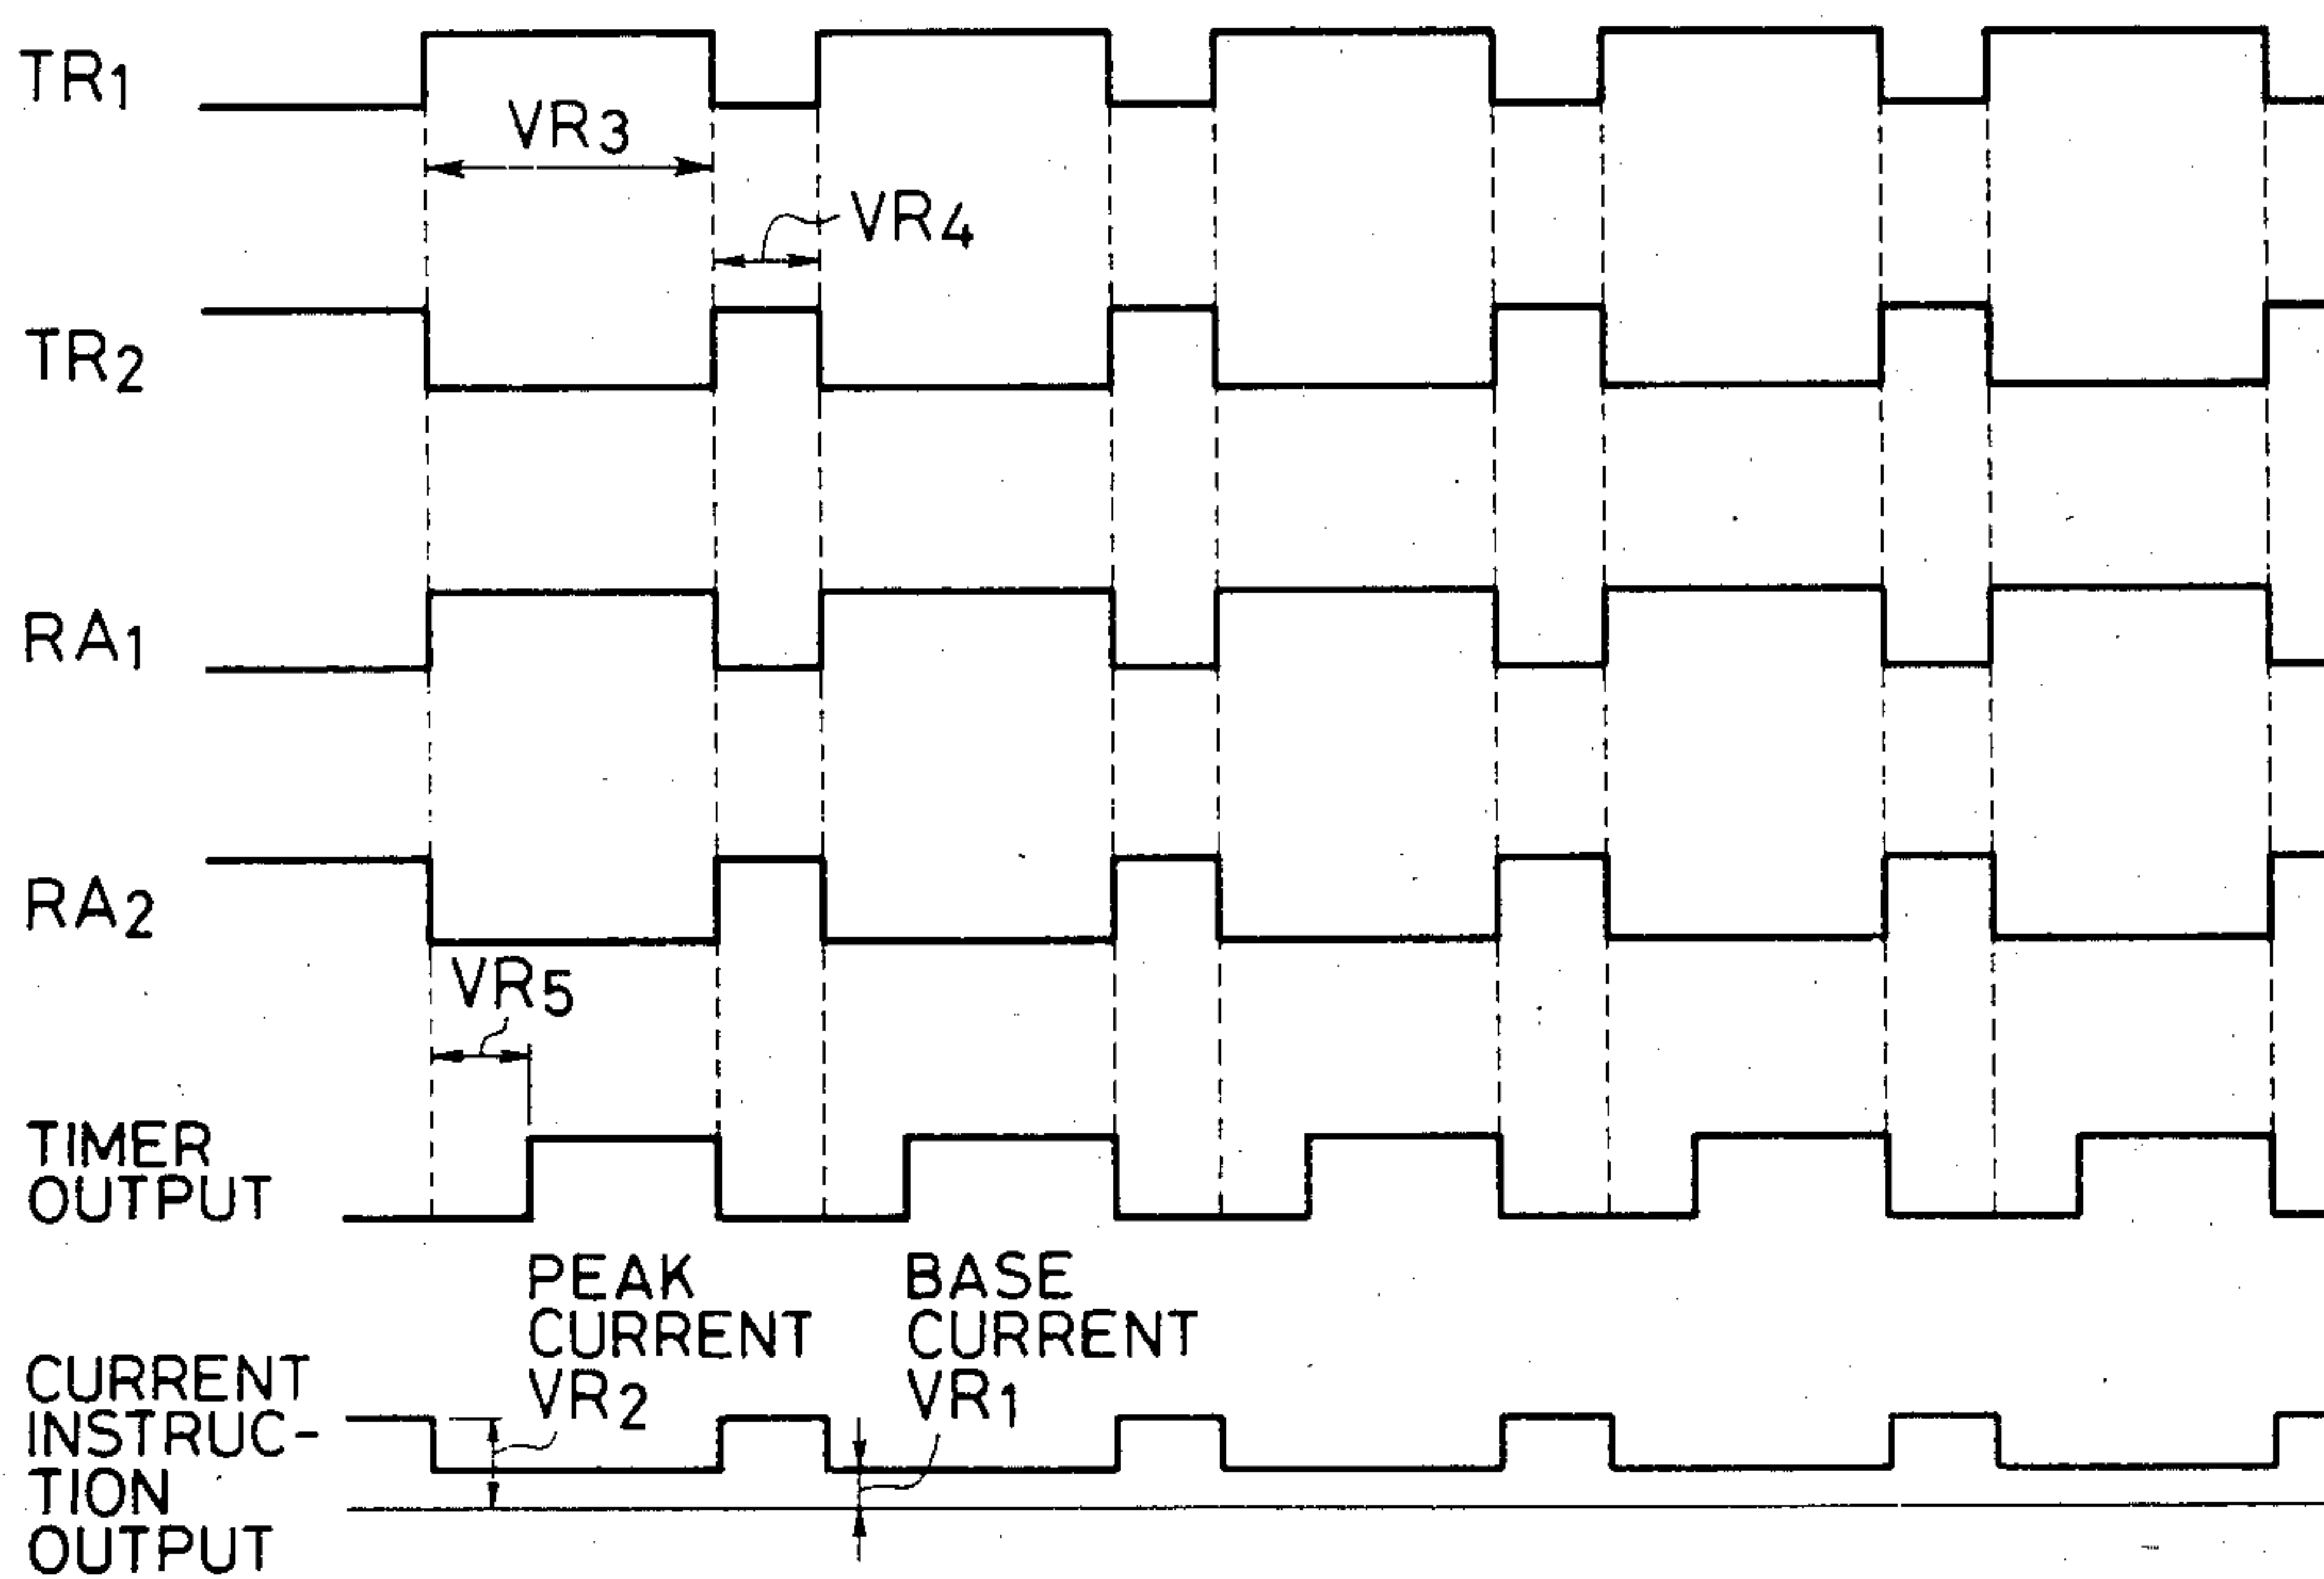 TR1
VR3
VR4
TR2
RA1
RA2
VR5
TIMER
OUTPUT
PEAK
CURRENT
VR2
BASE
CURRENT
VR1
CURRENT
INSTRUC-
TION
OUTPUT